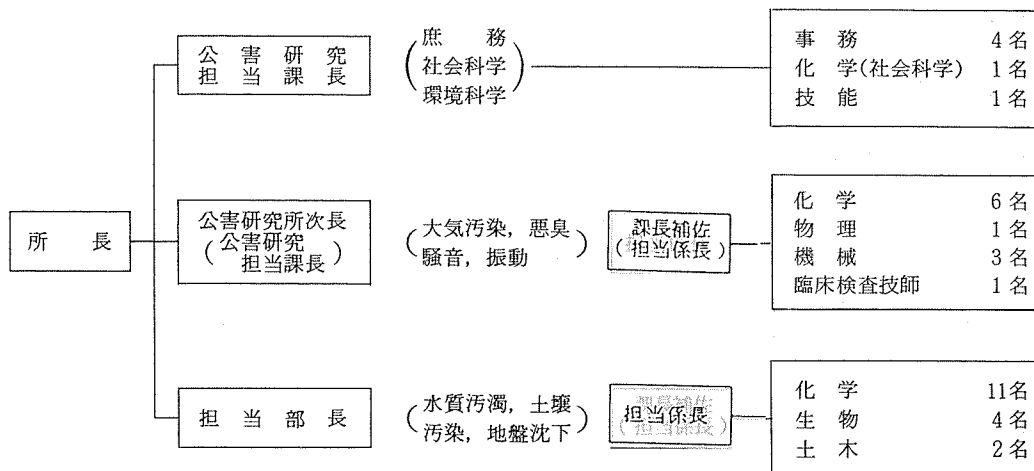 公害研究
担当課長
(庶務
社会科学
環境科学)
事務 4名
化学(社会科学) 1名
技能 1名
所長
公害研究所次長
(公害研究
担当課長)
(大気汚染, 悪臭
騒音, 振動)
課長補佐
(担当係長)
化学 6名
物理 1名
機械 3名
臨床検査技師 1名
担当部長
(水質汚濁, 土壌
汚染, 地盤沈下)
担当係長
化学 11名
生物 4名
土木 2名